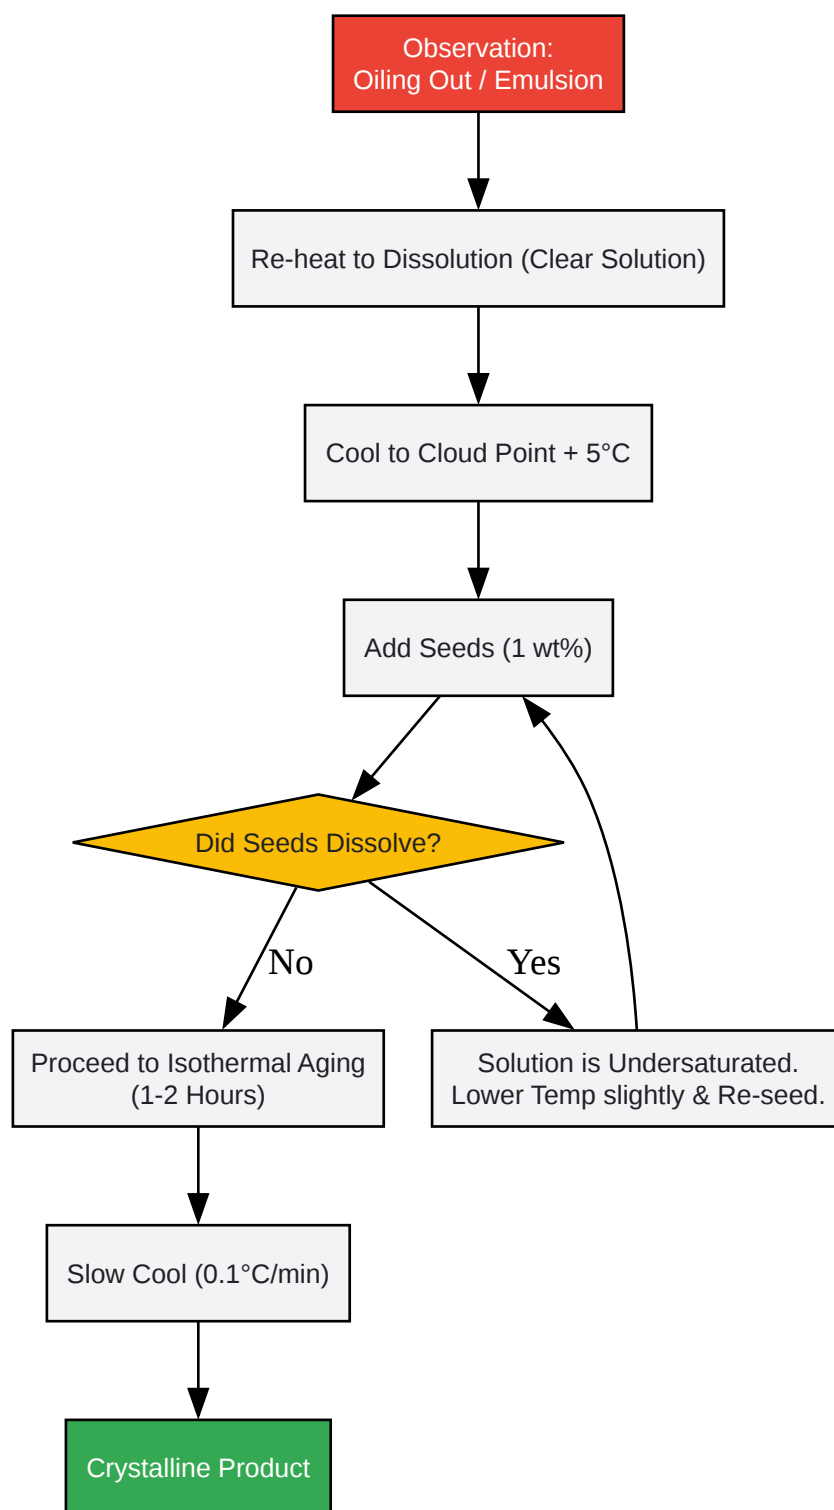 Observation:
Oiling Out / Emulsion
Re-heat to Dissolution (Clear Solution)
Cool to Cloud Point + 5°C
Add Seeds (1 wt%)
Did Seeds Dissolve?
No
Yes
Proceed to Isothermal Aging
(1-2 Hours)
Solution is Undersaturated.
Lower Temp slightly & Re-seed.
Slow Cool (0.1°C/min)
Crystalline Product